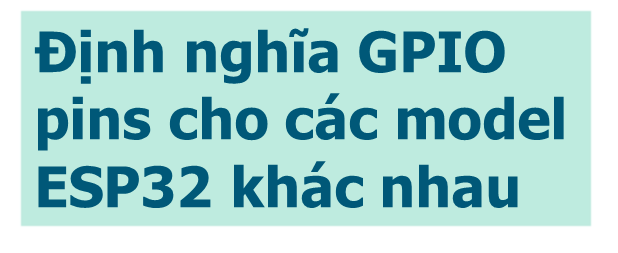 Định nghĩa GPIO
pins cho các model
ESP32 khác nhau